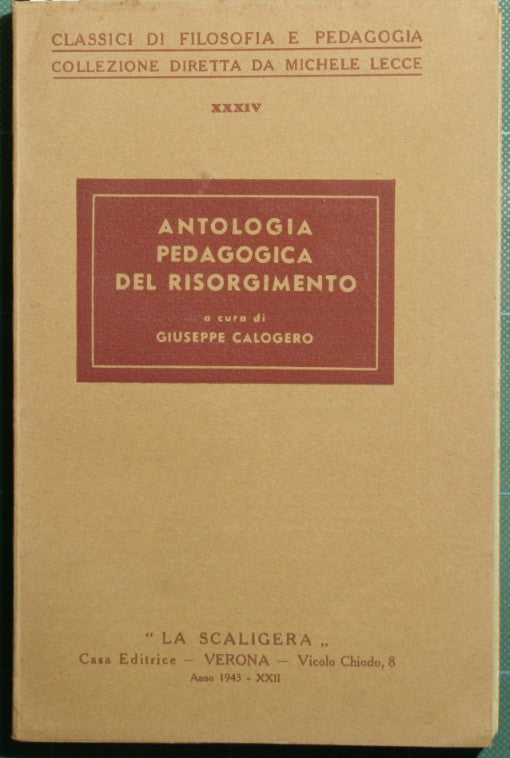 CLASSICI DI FILOSOFIA E PEDAGOGIA
COLLEZIONE DIRETTA DA MICHELE LECCE
XXXIV
ANTOLOGIA
PEDAGOGICA
DEL RISORGIMENTO
a cura di
GIUSEPPE CALOGERO
" LA SCALIGERA „
Casa Editrice — VERONA — Vicolo Chiodo, 8
Anno 1943 - XXII